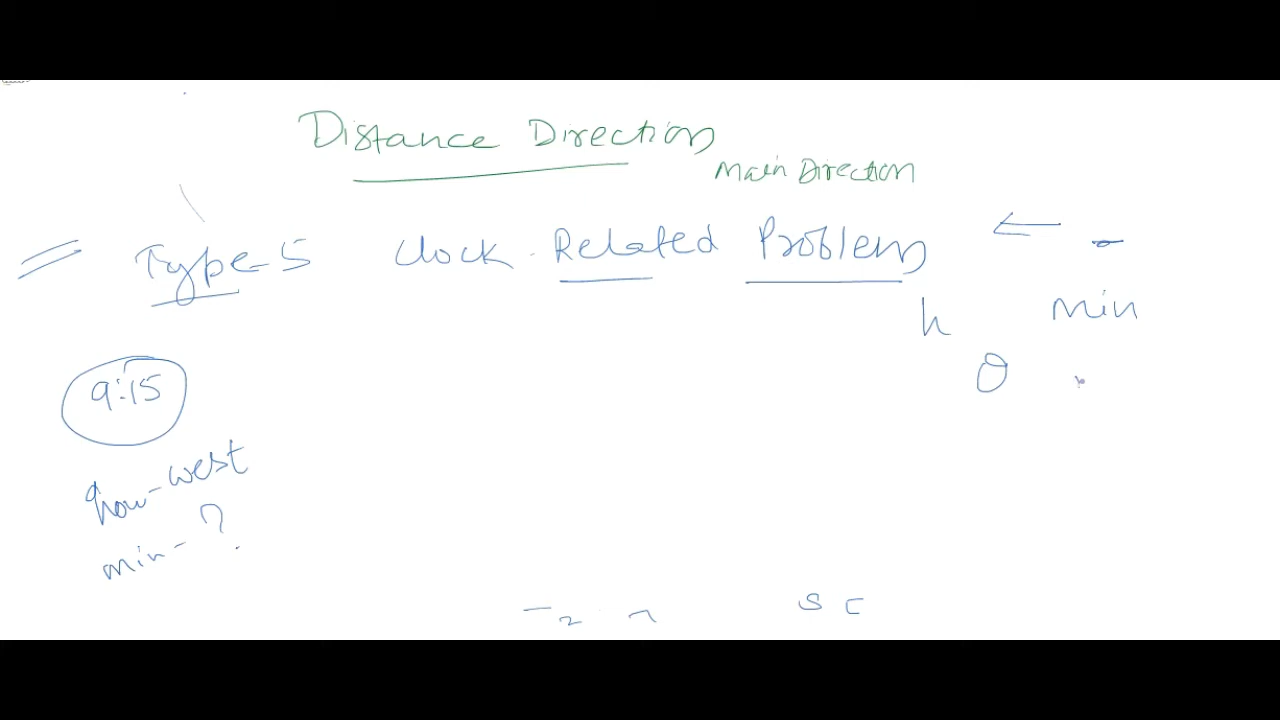 Distance Direction
Main Direction
Type-5 Clock Related Problem
h min
9:15
hour-west
min-?